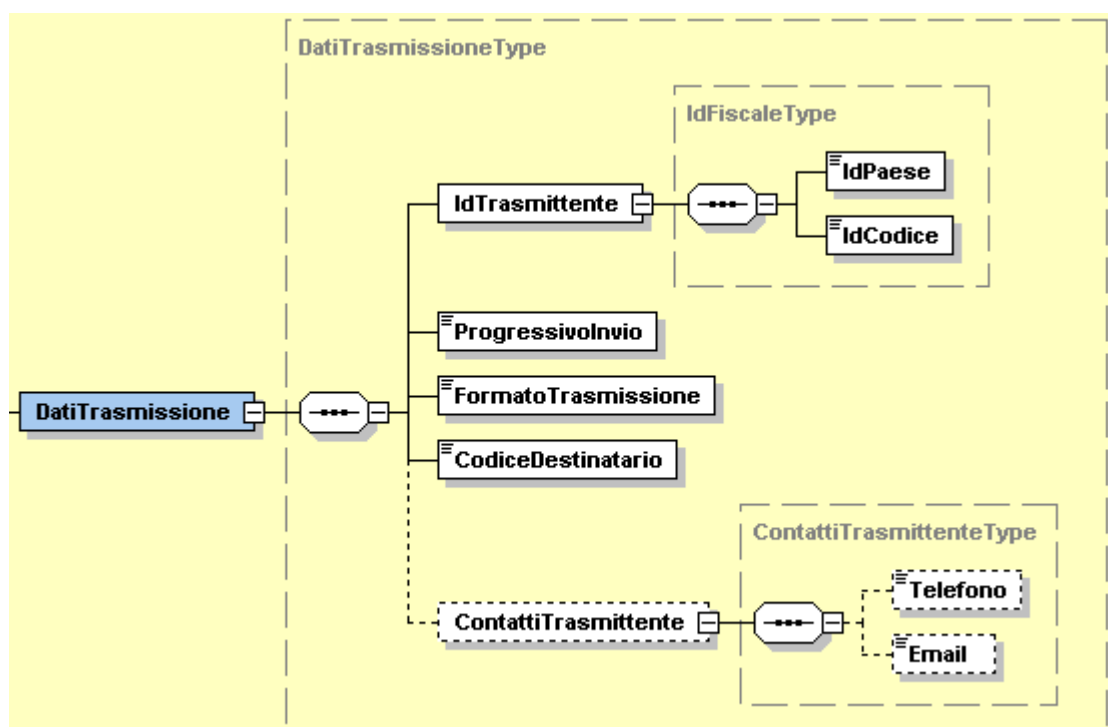 DatiTrasmissioneType
IdFiscaleType
IdPaese
IdTrasmittente
IdCodice
ProgressivoInvio
FormatoTrasmissione
DatiTrasmissione
CodiceDestinatario
ContattiTrasmittenteType
Telefono
ContattiTrasmittente
Email